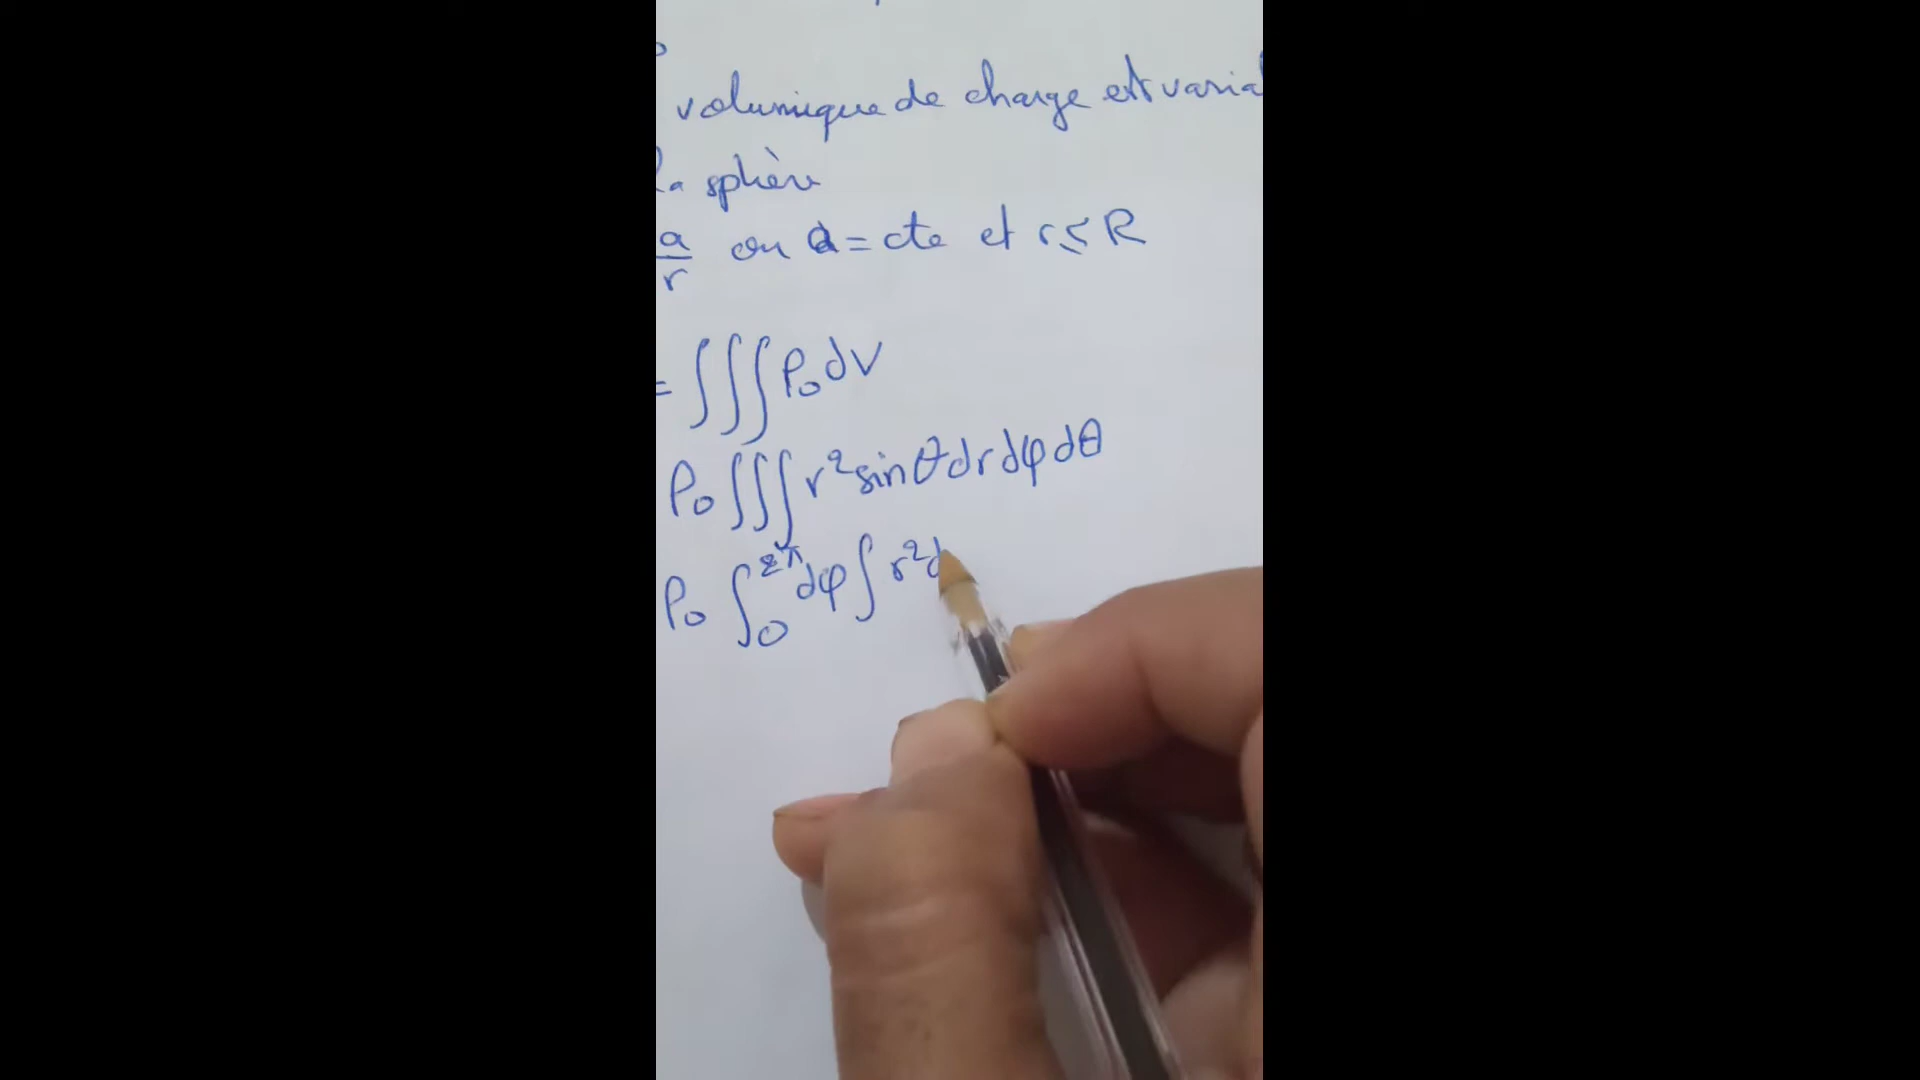 volumique de charge est varia
la sphère
a/r ou a = cte et r ≤ R
= ∫∫∫ ρ₀ dV
ρ₀ ∫∫∫ r² sinθ dr dφ dθ
ρ₀ ∫₀^2π dφ ∫ r² d